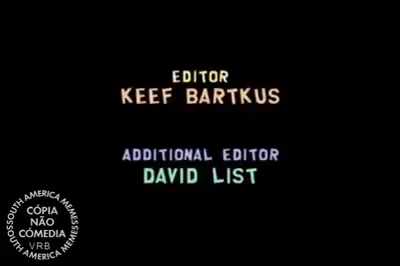 EDITOR
KEEF BARTKUS
ADDITIONAL EDITOR
DAVID LIST
SOUTH AMERICA MEMES
CÓPIA
NÃO
CÓMEDIA
VRB
SOUTH AMERICA MEMES